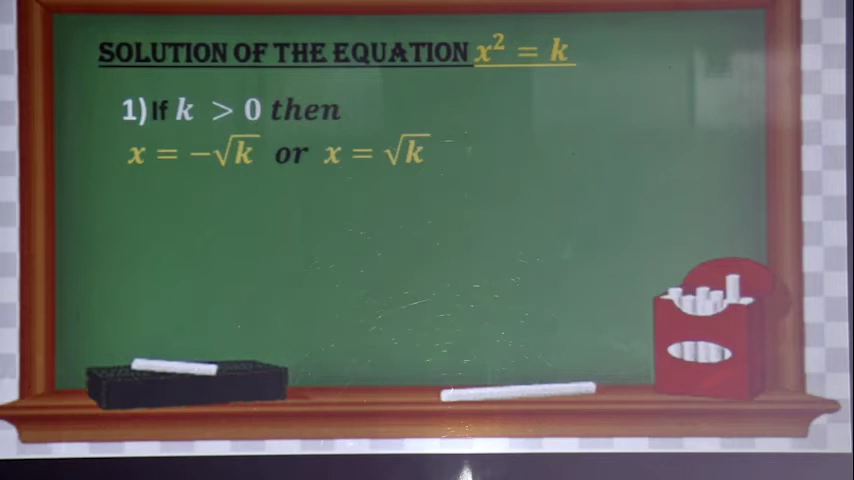 SOLUTION OF THE EQUATION x² = k
1) If k > 0 then
x = −√k or x = √k